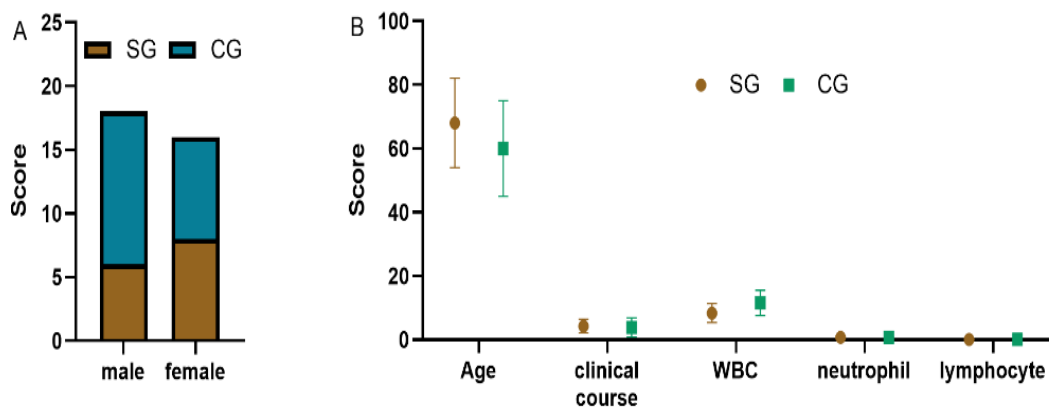 A
Score
25
20
15
10
5
0
SG CG
male female
B
Score
100
80
60
40
20
0
SG CG
Age clinical course WBC neutrophil lymphocyte